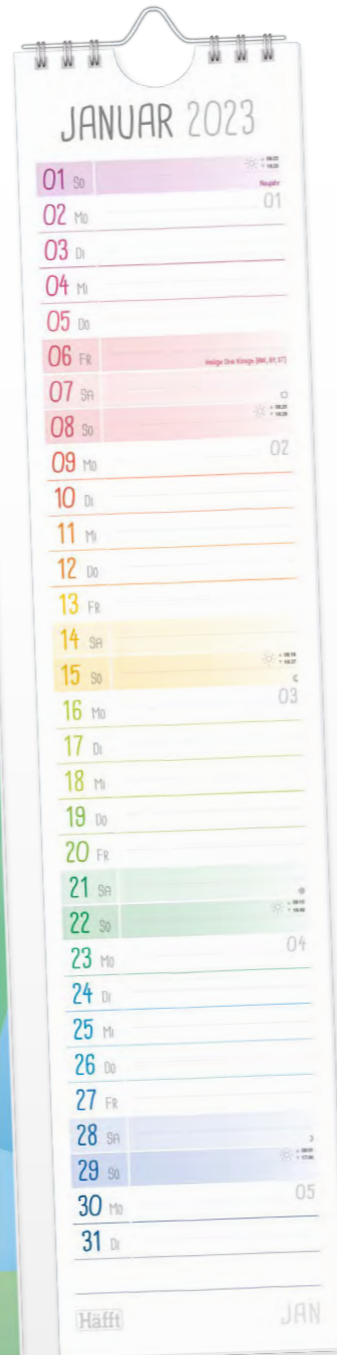 JANUAR 2023
01 So
Neujahr
02 Mo 01
03 Di
04 Mi
05 Do
06 FR Heilige Drei Könige (BW, BY, ST)
07 SA
08 So
09 Mo 02
10 Di
11 Mi
12 Do
13 FR
14 SA
15 So
16 Mo 03
17 Di
18 Mi
19 Do
20 FR
21 SA
22 So
23 Mo 04
24 Di
25 Mi
26 Do
27 FR
28 SA
29 So
30 Mo 05
31 Di
Häfft JAN